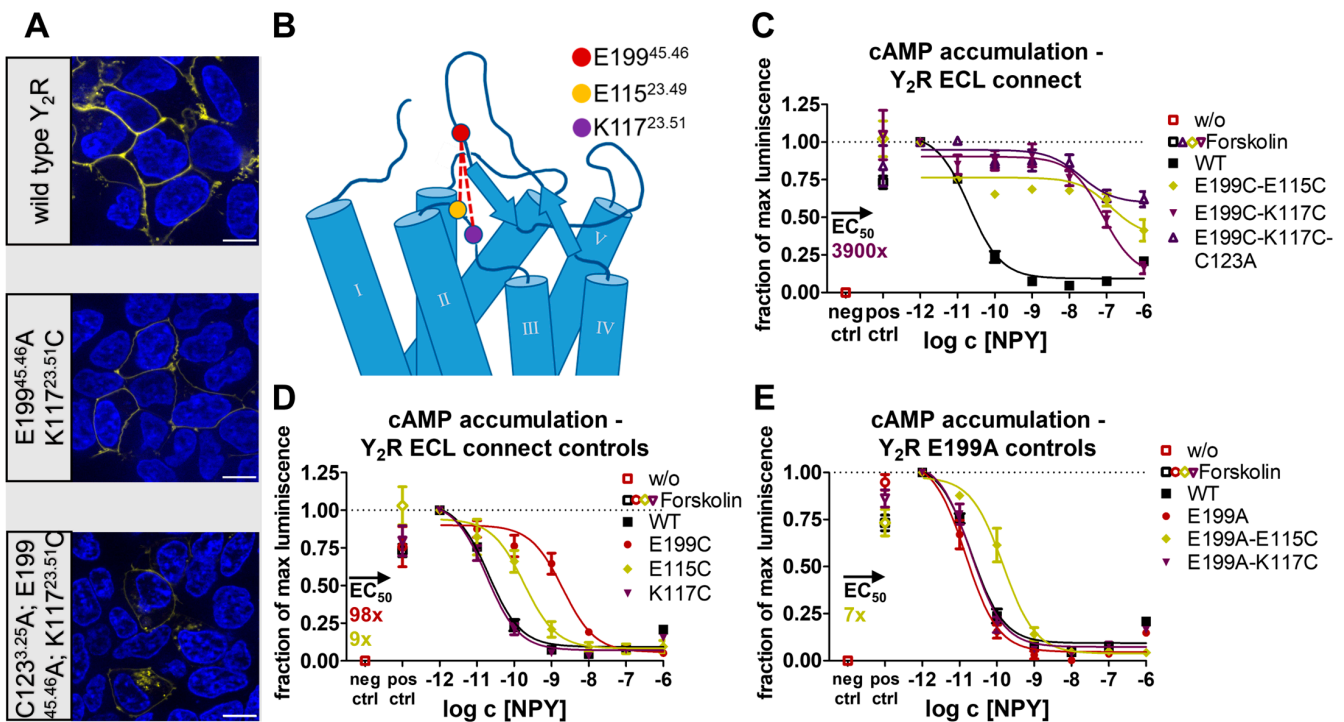 A
wild type Y2R
E199^45.46A
K117^23.51C
C123^3.25A; E199
^45.46A; K117^23.51C
B
E199^45.46
E115^23.49
K117^23.51
I
II
III
IV
V
C
cAMP accumulation -
Y2R ECL connect
fraction of max luminiscence
1.25
1.00
0.75
0.50
0.25
0.00
EC50
3900x
neg
ctrl
pos
ctrl
-12 -11 -10 -9 -8 -7 -6
log c [NPY]
w/o
Forskolin
WT
E199C-E115C
E199C-K117C
E199C-K117C-
C123A
D
cAMP accumulation -
Y2R ECL connect controls
fraction of max luminiscence
1.25
1.00
0.75
0.50
0.25
0.00
EC50
98x
9x
neg
ctrl
pos
ctrl
-12 -11 -10 -9 -8 -7 -6
log c [NPY]
w/o
Forskolin
WT
E199C
E115C
K117C
E
cAMP accumulation -
Y2R E199A controls
fraction of max luminiscence
1.00
0.75
0.50
0.25
0.00
EC50
7x
neg
ctrl
pos
ctrl
-12 -11 -10 -9 -8 -7 -6
log c [NPY]
w/o
Forskolin
WT
E199A
E199A-E115C
E199A-K117C